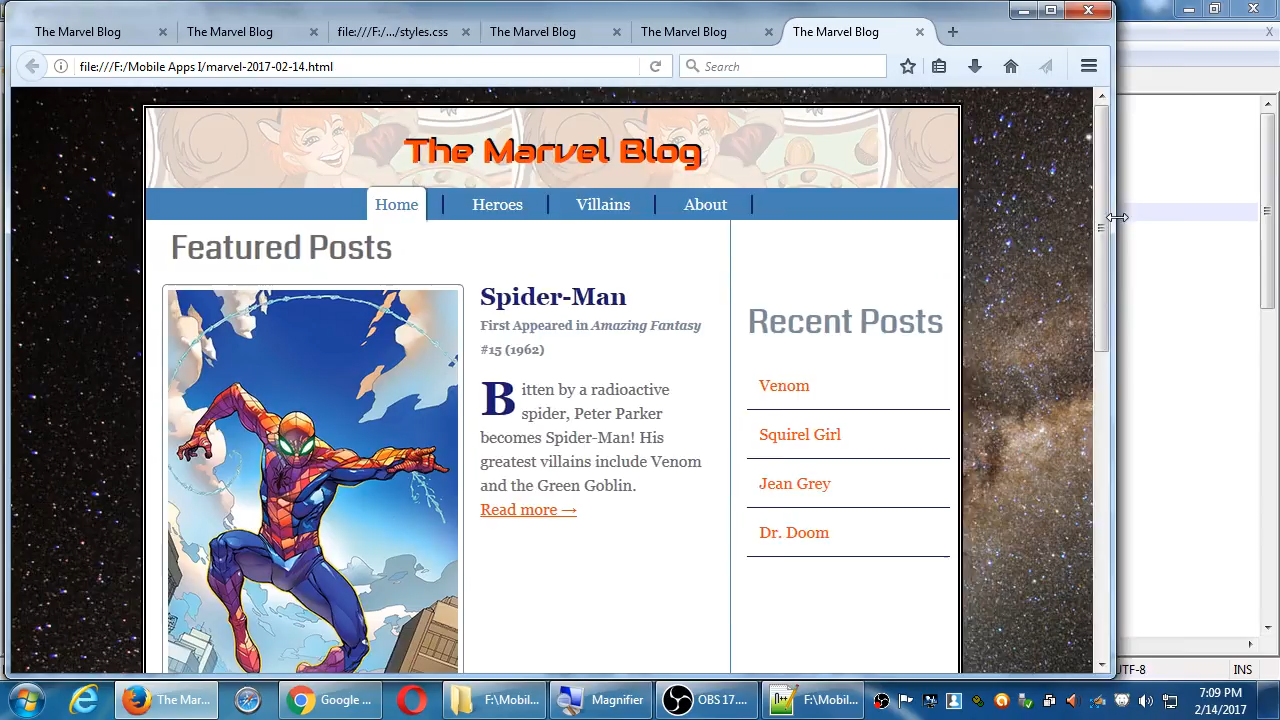 The Marvel Blog
The Marvel Blog
file:///F:/.../styles.css
The Marvel Blog
The Marvel Blog
The Marvel Blog
file:///F:/Mobile Apps I/marvel-2017-02-14.html
Search
The Marvel Blog
Home
Heroes
Villains
About
Featured Posts
Spider-Man
First Appeared in Amazing Fantasy
#15 (1962)
Bitten by a radioactive
spider, Peter Parker
becomes Spider-Man! His
greatest villains include Venom
and the Green Goblin.
Read more →
Recent Posts
Venom
Squirel Girl
Jean Grey
Dr. Doom
UTF-8
INS
The Mar...
Google ...
F:\Mobil...
Magnifier
OBS 17....
F:\Mobil...
7:09 PM
2/14/2017